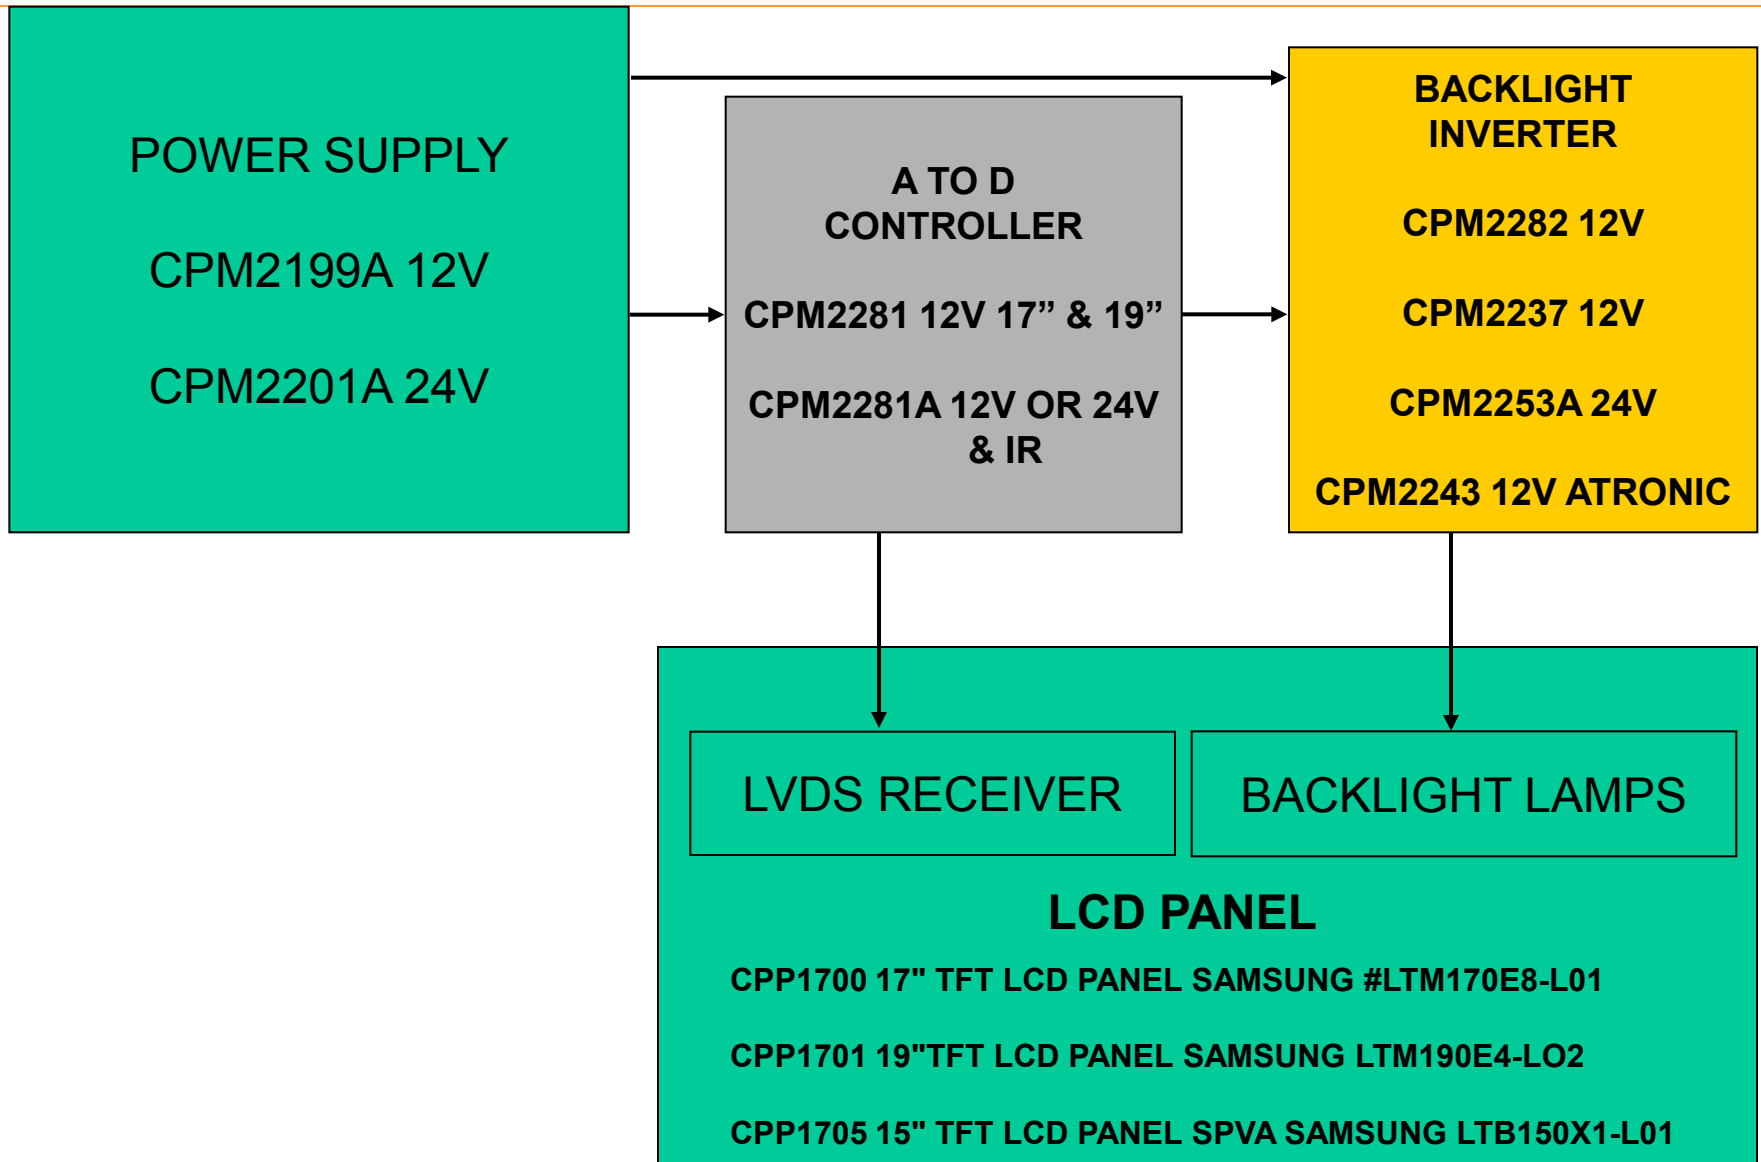 POWER SUPPLY
CPM2199A 12V
CPM2201A 24V
A TO D
CONTROLLER
CPM2281 12V 17” & 19”
CPM2281A 12V OR 24V
& IR
BACKLIGHT
INVERTER
CPM2282 12V
CPM2237 12V
CPM2253A 24V
CPM2243 12V ATRONIC
LVDS RECEIVER
BACKLIGHT LAMPS
LCD PANEL
CPP1700 17" TFT LCD PANEL SAMSUNG #LTM170E8-L01
CPP1701 19"TFT LCD PANEL SAMSUNG LTM190E4-LO2
CPP1705 15" TFT LCD PANEL SPVA SAMSUNG LTB150X1-L01